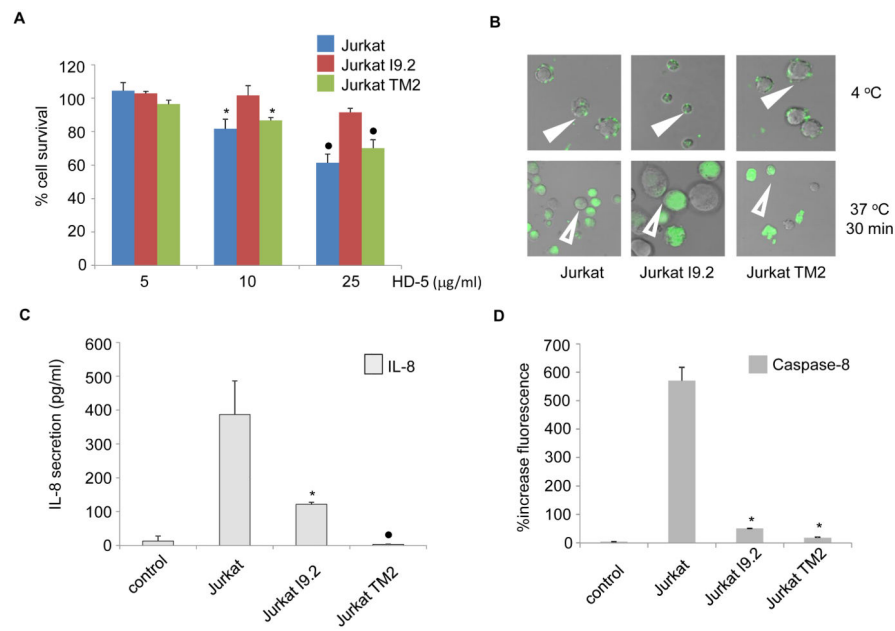 A
Jurkat
Jurkat I9.2
Jurkat TM2
120
100
80
60
40
20
0
% cell survival
* *
● ●
5 10 25 HD-5 (μg/ml)
B
4 °C
37 °C
30 min
Jurkat Jurkat I9.2 Jurkat TM2
C
600
500
400
300
200
100
0
IL-8 secretion (pg/ml)
IL-8
*
●
control Jurkat Jurkat I9.2 Jurkat TM2
D
700
600
500
400
300
200
100
0
%increase fluorescence
Caspase-8
* *
control Jurkat Jurkat I9.2 Jurkat TM2